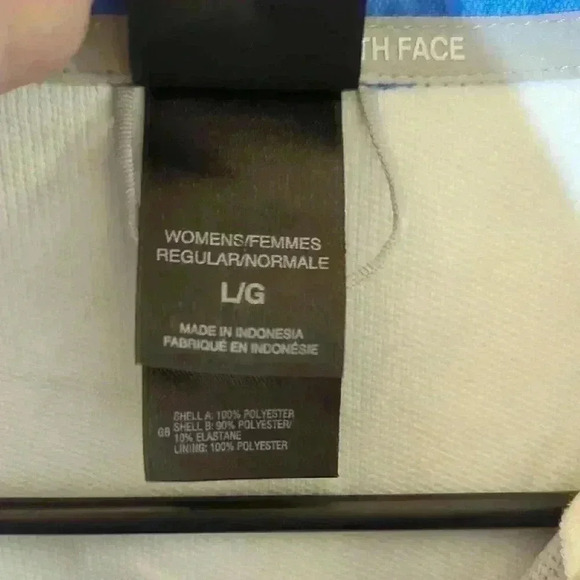 TH FACE
WOMENS/FEMMES
REGULAR/NORMALE
L/G
MADE IN INDONESIA
FABRIQUÉ EN INDONÉSIE
SHELL A: 100% POLYESTER
GB SHELL B: 90% POLYESTER/
10% ELASTANE
LINING: 100% POLYESTER